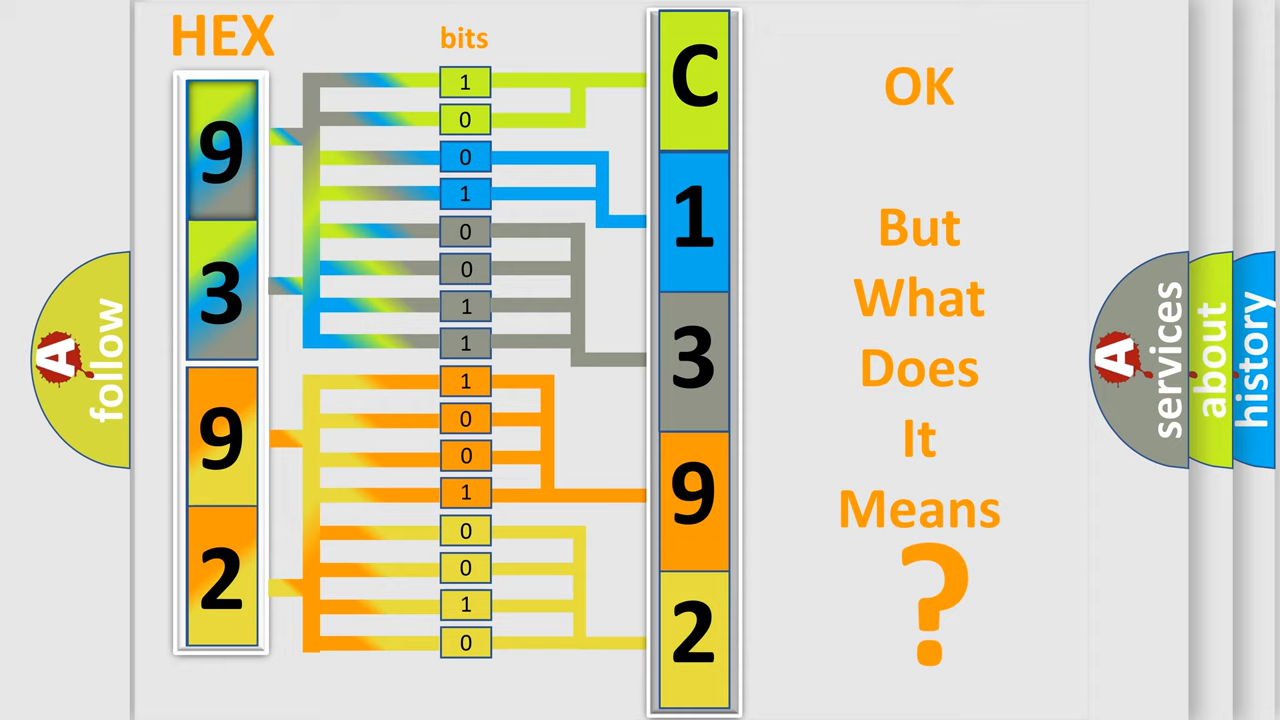 HEX
bits
9
3
9
2
1
0
0
1
0
0
1
1
1
0
0
1
0
0
1
0
C
1
3
9
2
OK
But
What
Does
It
Means
?
A
follow
A
services
about
history